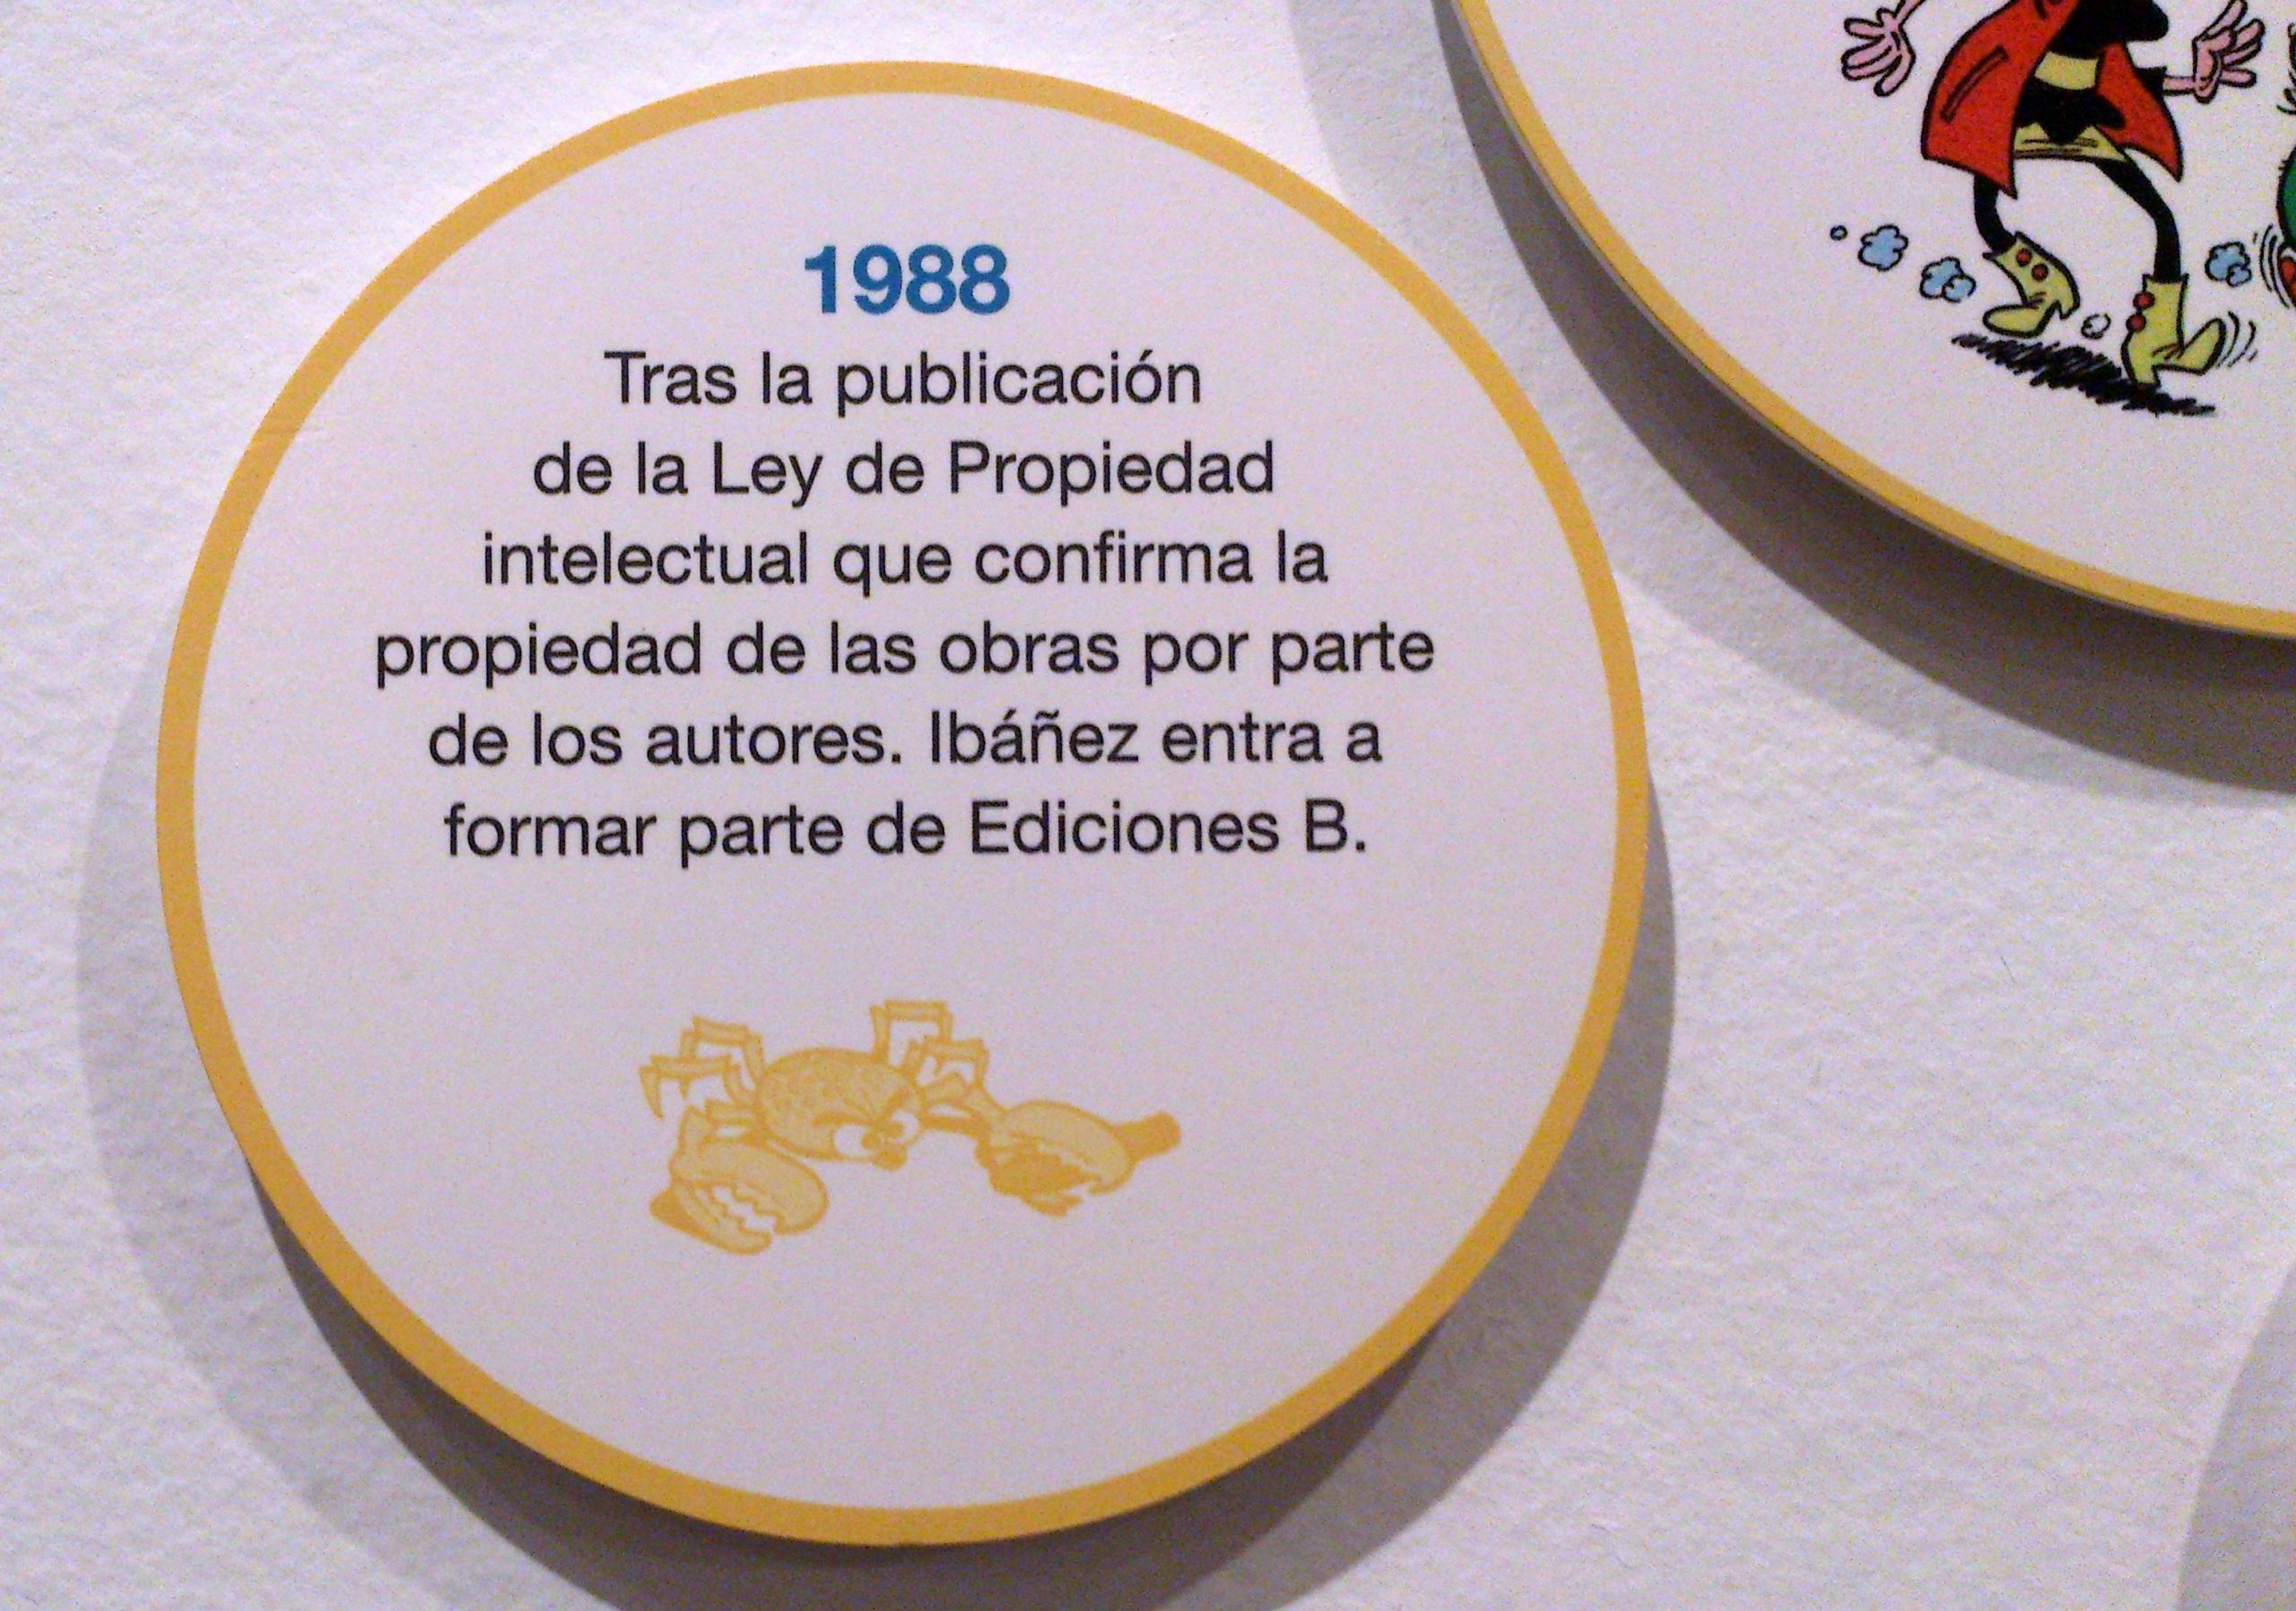 1988
Tras la publicación
de la Ley de Propiedad
intelectual que confirma la
propiedad de las obras por parte
de los autores. Ibáñez entra a
formar parte de Ediciones B.